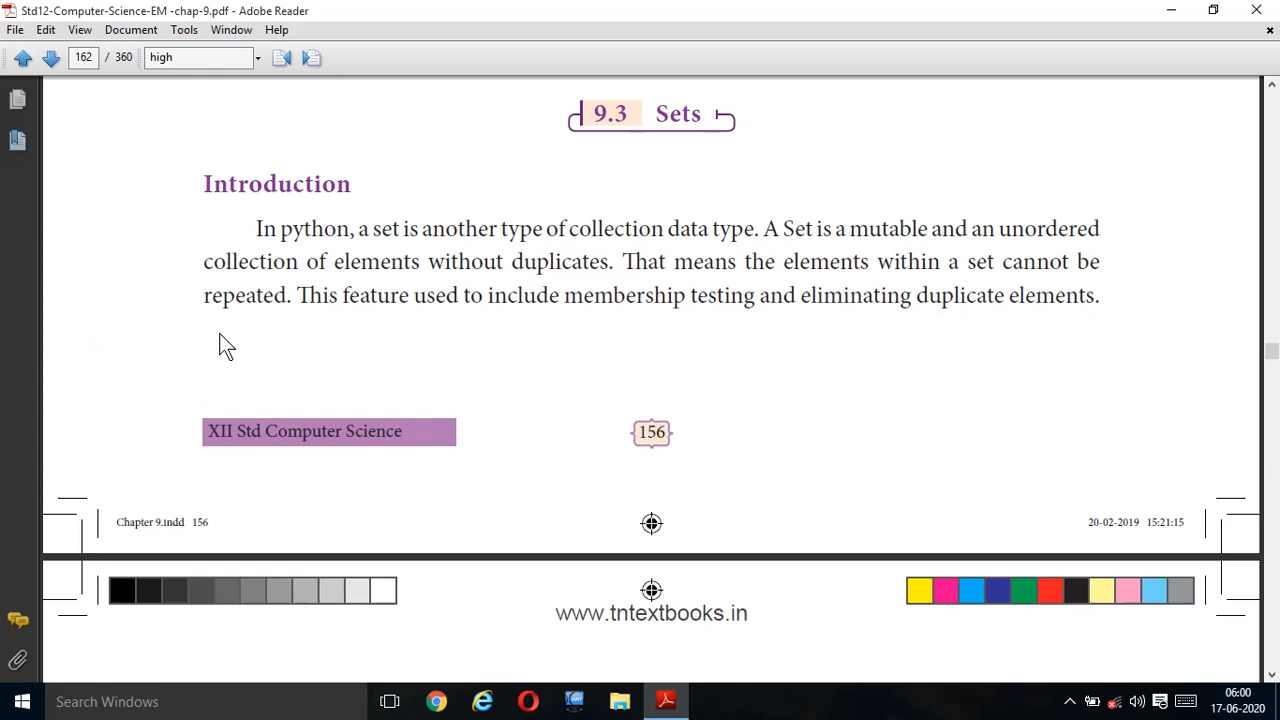 Std12-Computer-Science-EM -chap-9.pdf - Adobe Reader
File Edit View Document Tools Window Help
162 / 360 high
9.3 Sets
Introduction
In python, a set is another type of collection data type. A Set is a mutable and an unordered
collection of elements without duplicates. That means the elements within a set cannot be
repeated. This feature used to include membership testing and eliminating duplicate elements.
XII Std Computer Science 156
Chapter 9.indd 156 20-02-2019 15:21:15
www.tntextbooks.in
Search Windows
06:00
17-06-2020